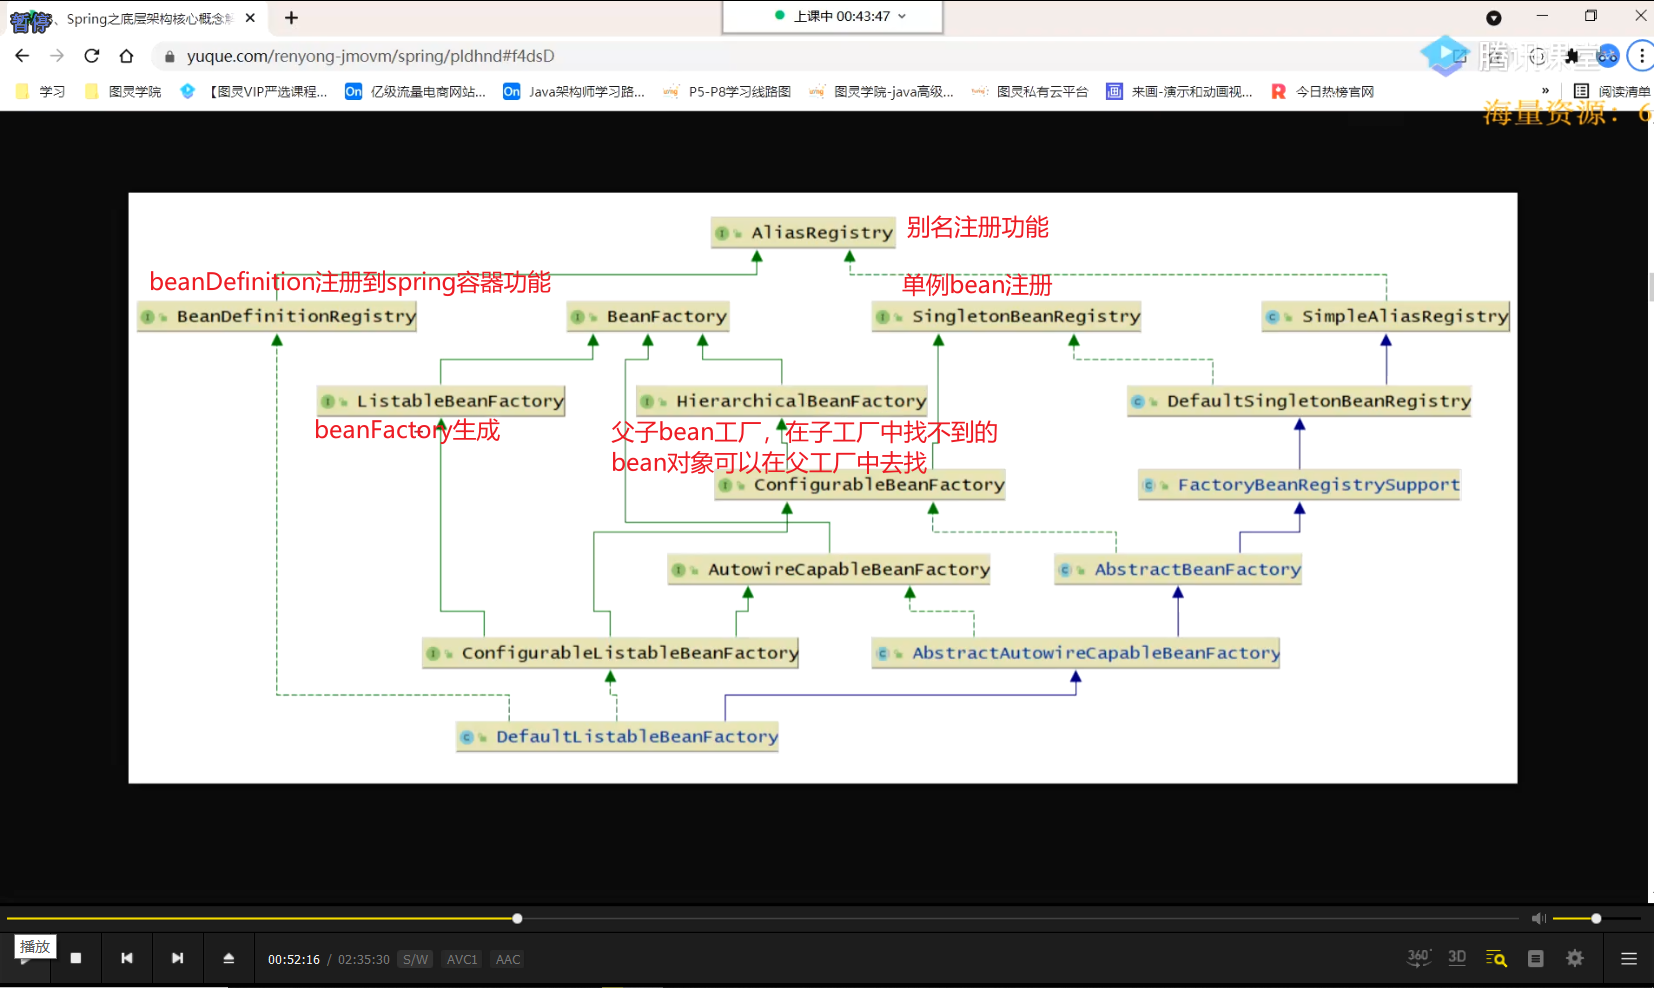 暂停
、Spring之底层架构核心概念解
上课中 00:43:47
yuque.com/renyong-jmovm/spring/pldhnd#f4dsD
腾讯课堂
学习
图灵学院
【图灵VIP严选课程...
亿级流量电商网站...
Java架构师学习路...
P5-P8学习线路图
图灵学院-java高级...
图灵私有云平台
来画-演示和动画视...
今日热榜官网
»
阅读清单
海量资源：6
AliasRegistry
别名注册功能
beanDefinition注册到spring容器功能
单例bean注册
BeanDefinitionRegistry
BeanFactory
SingletonBeanRegistry
SimpleAliasRegistry
ListableBeanFactory
HierarchicalBeanFactory
DefaultSingletonBeanRegistry
beanFactory生成
父子bean工厂，在子工厂中找不到的
bean对象可以在父工厂中去找
ConfigurableBeanFactory
FactoryBeanRegistrySupport
AutowireCapableBeanFactory
AbstractBeanFactory
ConfigurableListableBeanFactory
AbstractAutowireCapableBeanFactory
DefaultListableBeanFactory
播放
00:52:16 / 02:35:30 S/W AVC1 AAC
360° 3D